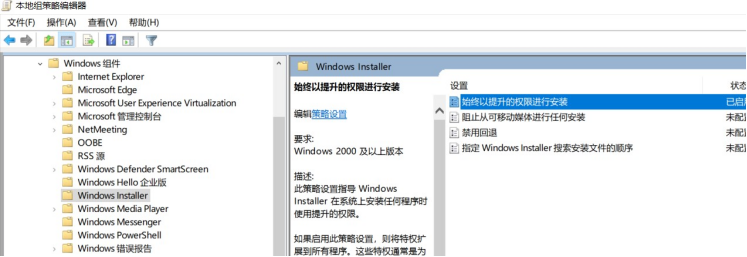 本地组策略编辑器
文件(F) 操作(A) 查看(V) 帮助(H)
Windows 组件
Internet Explorer
Microsoft Edge
Microsoft User Experience Virtualization
Microsoft 管理控制台
NetMeeting
OOBE
RSS 源
Windows Defender SmartScreen
Windows Hello 企业版
Windows Installer
Windows Media Player
Windows Messenger
Windows PowerShell
Windows 错误报告
Windows Installer
始终以提升的权限进行安装
编辑策略设置
要求:
Windows 2000 及以上版本
描述:
此策略设置指导 Windows
Installer 在系统上安装任何程序时
使用提升的权限。
如果启用此策略设置，则将特权扩
展到所有程序。这些特权通常是为
设置 状态
始终以提升的权限进行安装 已启
阻止从可移动媒体进行任何安装 未配
禁用回退 未配
指定 Windows Installer 搜索安装文件的顺序 未配